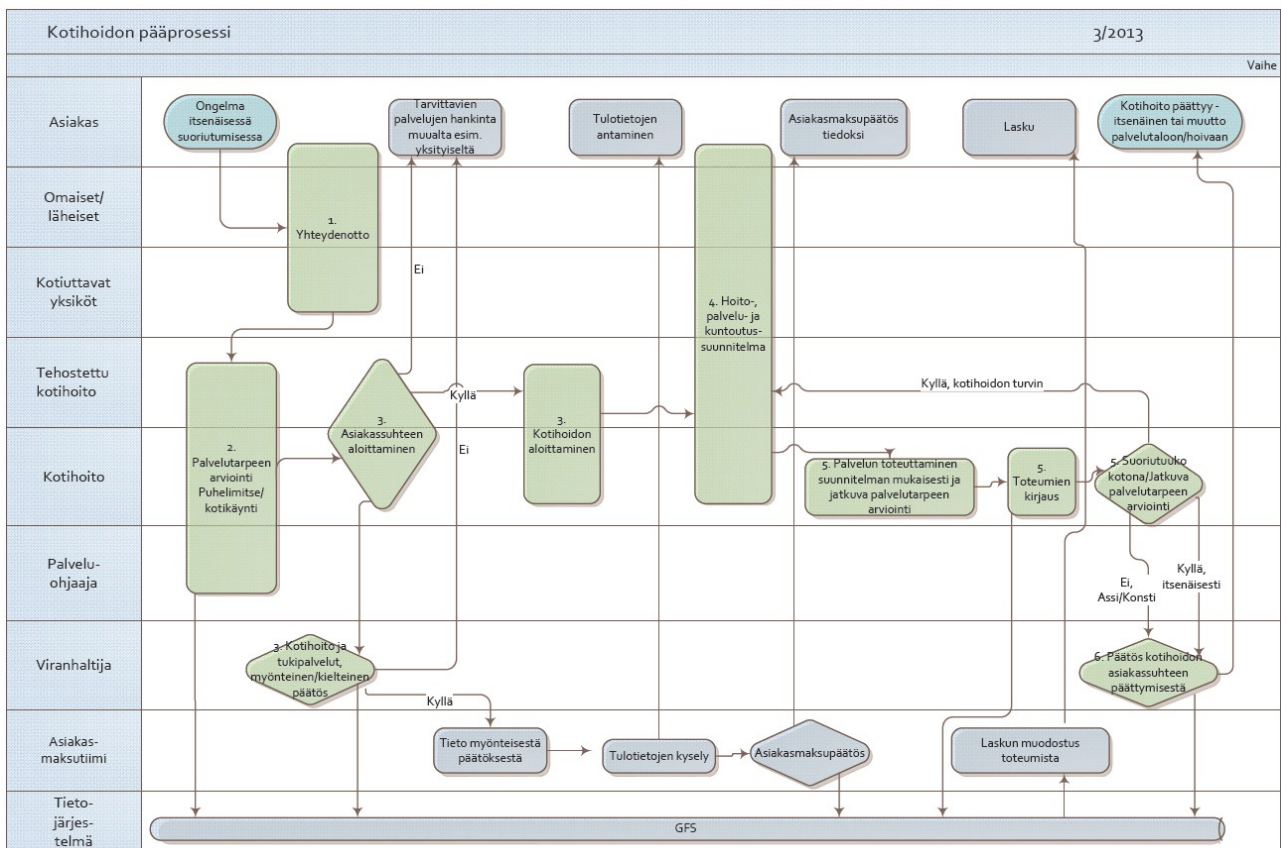 Kotihoidon pääprosessi
3/2013
Vaihe
Asiakas
Ongelma
itsenäisessä
suoriutumisessa
Tarvittavien
palvelujen hankinta
muualta esim.
yksityiseltä
Tulotietojen
antaminen
Asiakasmaksupäätös
tiedoksi
Lasku
Kotihoito päättyy -
itsenäinen tai muutto
palvelutaloon/hoivaan
Omaiset/
läheiset
1.
Yhteydenotto
Kotiuttavat
yksiköt
Ei
4. Hoito-,
palvelu- ja
kuntoutus-
suunnitelma
Tehostettu
kotihoito
Kyllä
Kyllä, kotihoidon turvin
3.
Asiakassuhteen
aloittaminen
3.
Kotihoidon
aloittaminen
Kotihoito
2.
Palvelutarpeen
arviointi
Puhelimitse/
kotikäynti
Ei
5. Palvelun toteuttaminen
suunnitelman mukaisesti ja
jatkuva palvelutarpeen
arviointi
5.
Toteumien
kirjaus
5. Suoriutuuko
kotona/Jatkuva
palvelutarpeen
arviointi
Palvelu-
ohjaaja
Ei,
Assi/Konsti
Kyllä,
itsenäisesti
Viranhaltija
3. Kotihoito ja
tukipalvelut,
myönteinen/kielteinen
päätös
Kyllä
6. Päätös kotihoidon
asiakassuhteen
päättymisestä
Asiakas-
maksutiimi
Tieto myönteisestä
päätöksestä
Tulotietojen kysely
Asiakasmaksupäätös
Laskun muodostus
toteumista
Tieto-
järjes-
telmä
GFS